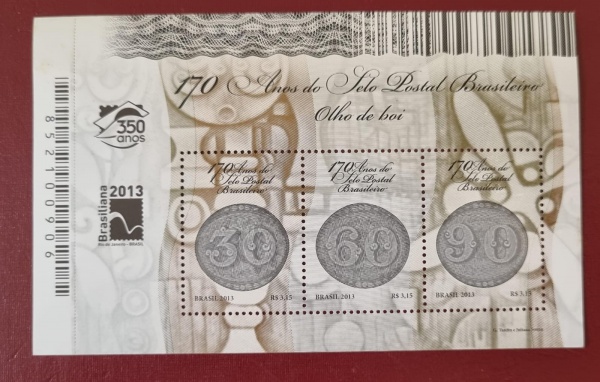 170 Anos do Selo Postal Brasileiro
Olho de boi
350
anos
Brasiliana
2013
852100906
170 Anos do
Selo Postal
Brasileiro
30
BRASIL 2013 R$ 3,15
170 Anos do
Selo Postal
Brasileiro
60
BRASIL 2013 R$ 3,15
170 Anos do
Selo Postal
Brasileiro
90
BRASIL 2013 R$ 3,15